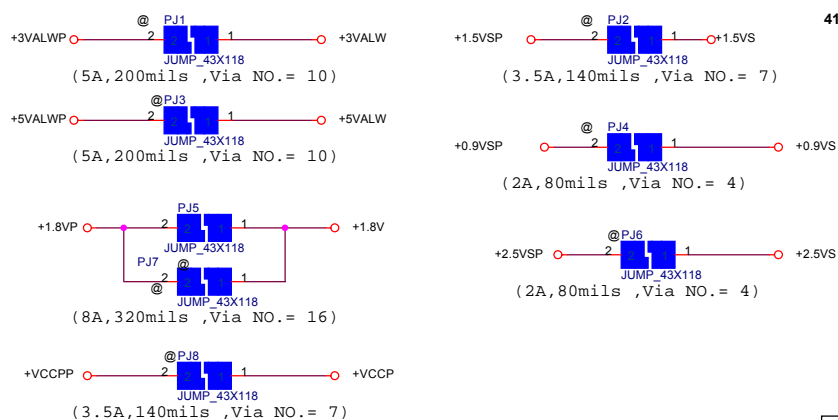 @ PJ1
+3VALWP 2 2 1 1 +3VALW
JUMP_43X118
(5A,200mils ,Via NO.= 10)
@PJ3
+5VALWP 2 2 1 1 +5VALW
JUMP_43X118
(5A,200mils ,Via NO.= 10)
PJ5
+1.8VP 2 2 1 1 +1.8V
JUMP_43X118
PJ7 @
2 2 1 1
@
JUMP_43X118
(8A,320mils ,Via NO.= 16)
@PJ8
+VCCPP 2 2 1 1 +VCCP
JUMP_43X118
(3.5A,140mils ,Via NO.= 7)
41
@ PJ2
+1.5VSP 2 2 1 1 +1.5VS
JUMP_43X118
(3.5A,140mils ,Via NO.= 7)
@ PJ4
+0.9VSP 2 2 1 1 +0.9VS
JUMP_43X118
(2A,80mils ,Via NO.= 4)
@PJ6
+2.5VSP 2 2 1 1 +2.5VS
JUMP_43X118
(2A,80mils ,Via NO.= 4)